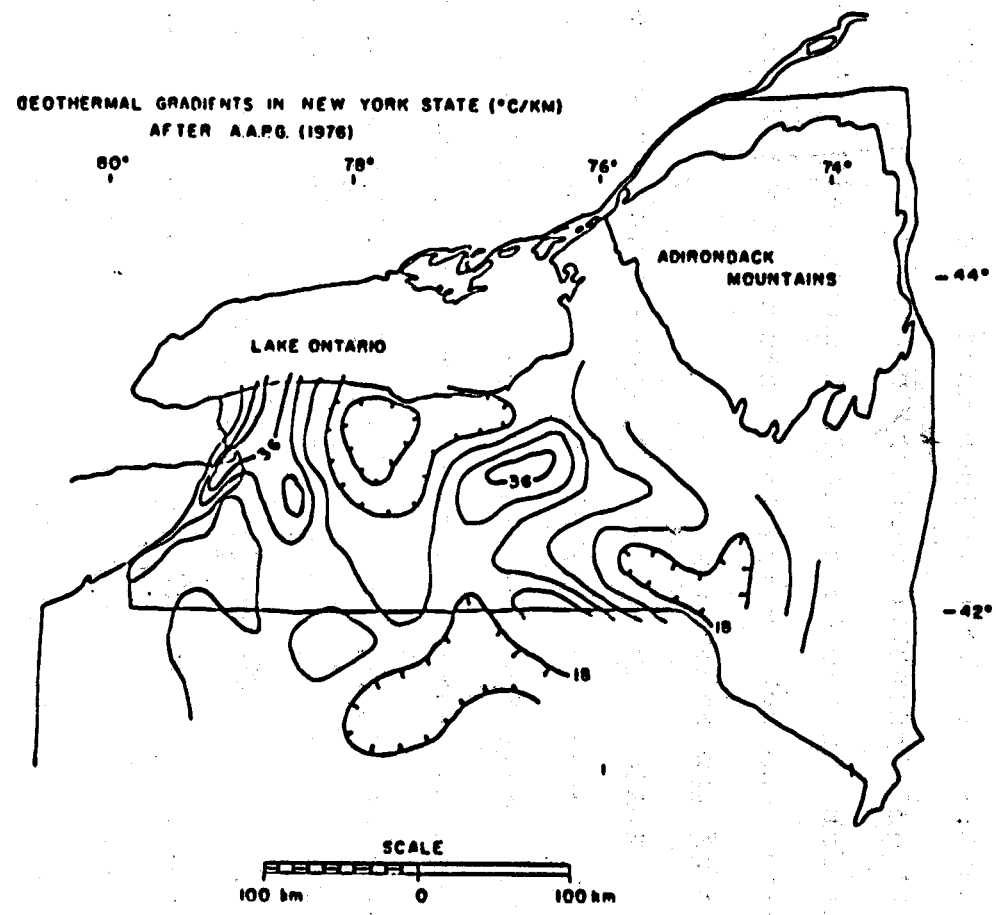 GEOTHERMAL GRADIENTS IN NEW YORK STATE (°C/KM)
AFTER A.A.P.G. (1976)
80°
78°
76°
74°
ADIRONDACK
MOUNTAINS
44°
LAKE ONTARIO
36
36
42°
18
18
SCALE
100 km 0 100 km